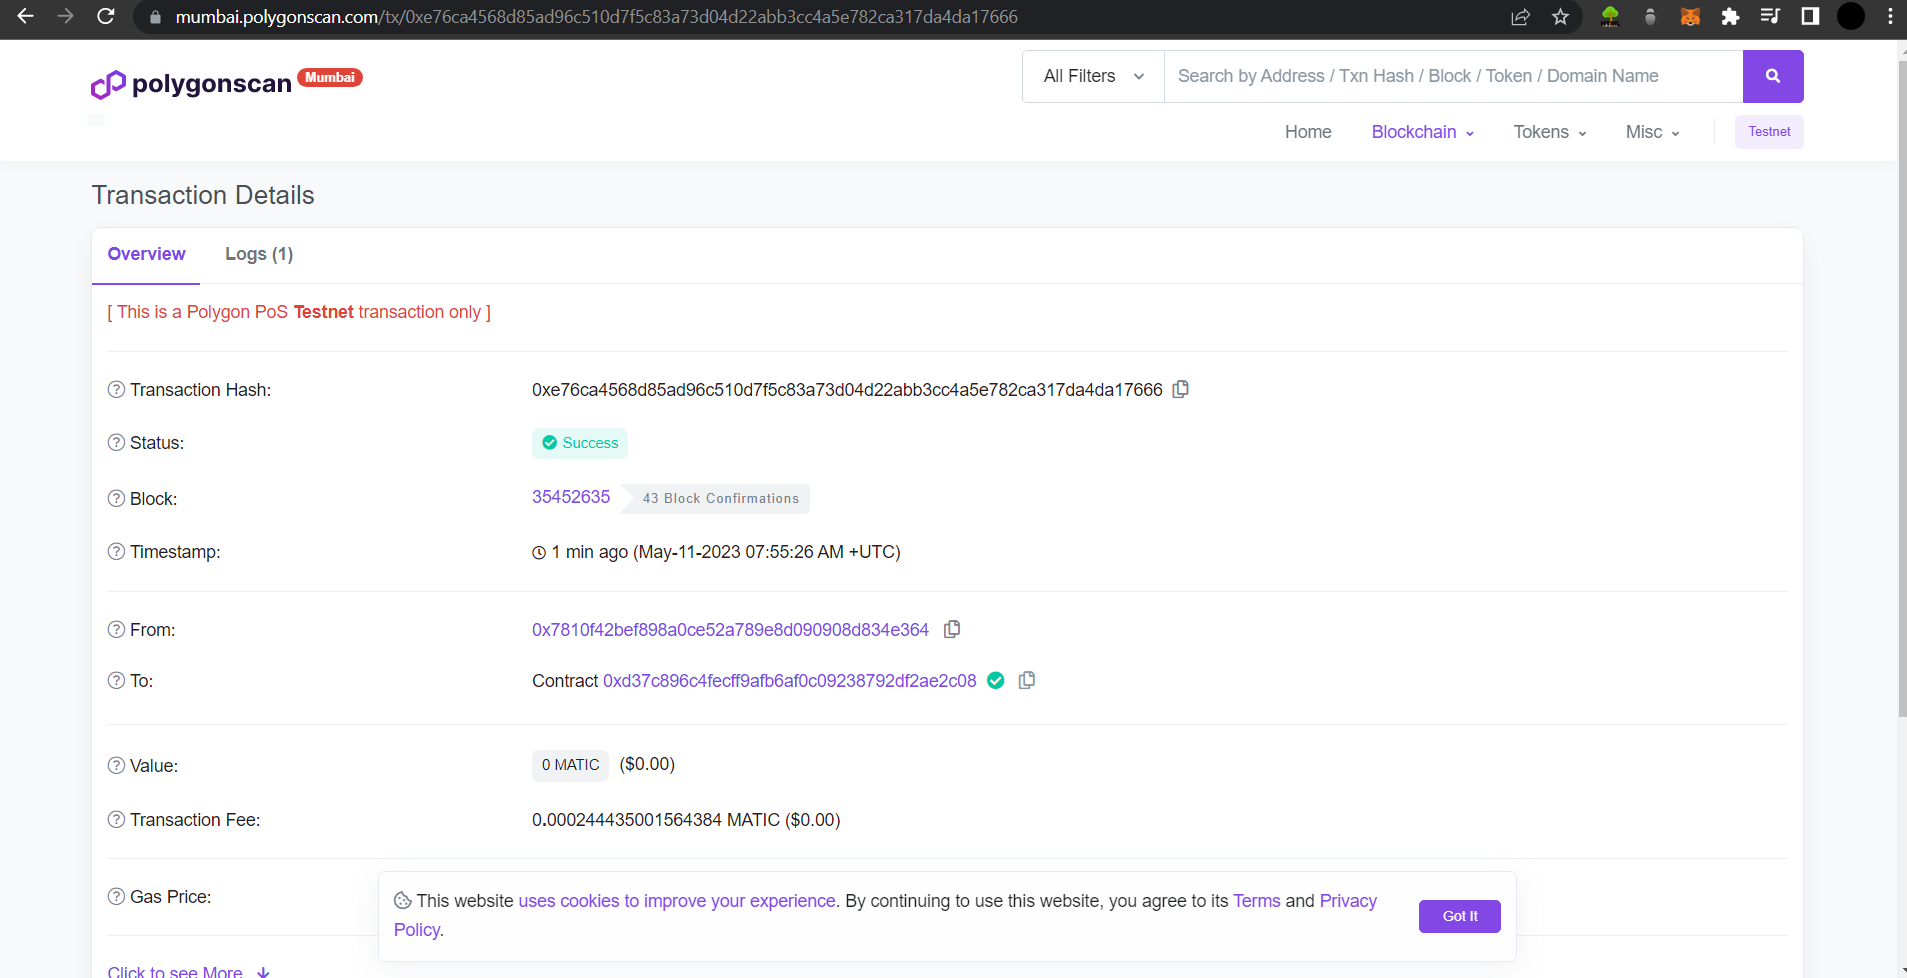 mumbai.polygonscan.com/tx/0xe76ca4568d85ad96c510d7f5c83a73d04d22abb3cc4a5e782ca317da4da17666
polygonscan Mumbai
All Filters Search by Address / Txn Hash / Block / Token / Domain Name
Home Blockchain Tokens Misc Testnet
Transaction Details
Overview Logs (1)
[ This is a Polygon PoS Testnet transaction only ]
Transaction Hash: 0xe76ca4568d85ad96c510d7f5c83a73d04d22abb3cc4a5e782ca317da4da17666
Status: Success
Block: 35452635 43 Block Confirmations
Timestamp: 1 min ago (May-11-2023 07:55:26 AM +UTC)
From: 0x7810f42bef898a0ce52a789e8d090908d834e364
To: Contract 0xd37c896c4fecff9afb6af0c09238792df2ae2c08
Value: 0 MATIC ($0.00)
Transaction Fee: 0.000244435001564384 MATIC ($0.00)
Gas Price:
This website uses cookies to improve your experience. By continuing to use this website, you agree to its Terms and Privacy
Policy.
Got It
Click to see More